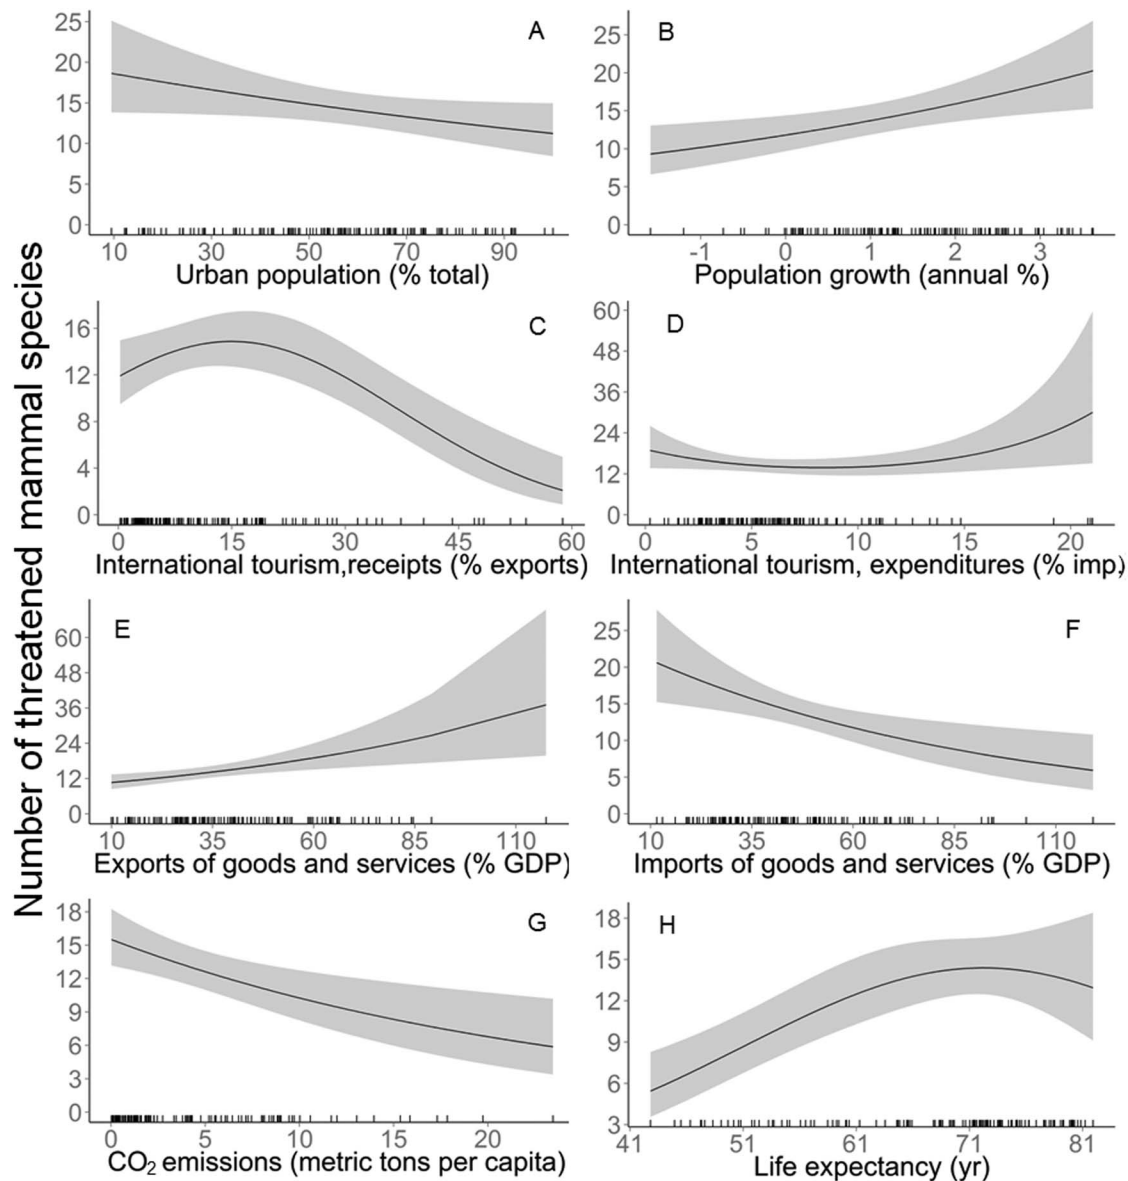 Number of threatened mammal species
A
25
20
15
10
5
0
10 30 50 70 90
Urban population (% total)
B
25
20
15
10
5
0
-1 0 1 2 3
Population growth (annual %)
C
16
12
8
4
0
0 15 30 45 60
International tourism,receipts (% exports)
D
60
48
36
24
12
0
0 5 10 15 20
International tourism, expenditures (% imp.)
E
60
48
36
24
12
0
10 35 60 85 110
Exports of goods and services (% GDP)
F
25
20
15
10
5
0
10 35 60 85 110
Imports of goods and services (% GDP)
G
18
15
12
9
6
3
0
0 5 10 15 20
CO₂ emissions (metric tons per capita)
H
18
15
12
9
6
3
41 51 61 71 81
Life expectancy (yr)